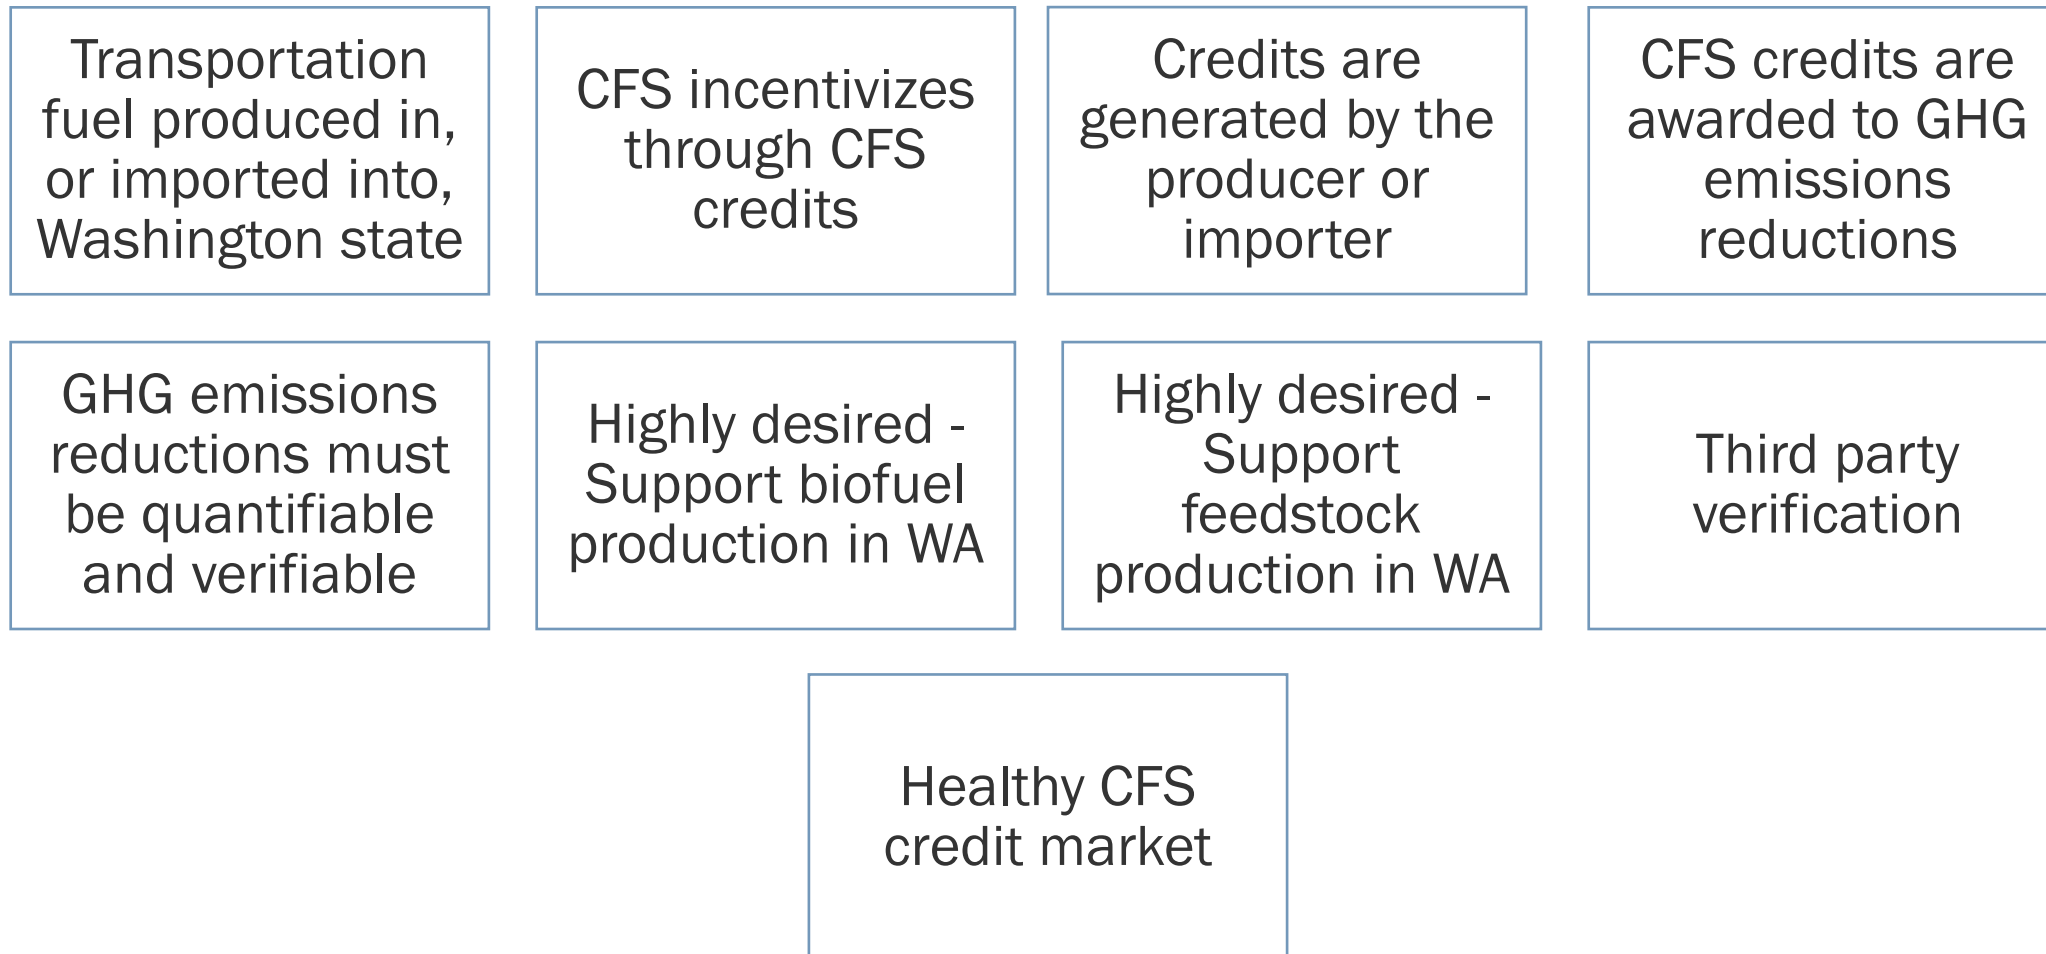 Transportation
fuel produced in,
or imported into,
Washington state
CFS incentivizes
through CFS
credits
Credits are
generated by the
producer or
importer
CFS credits are
awarded to GHG
emissions
reductions
GHG emissions
reductions must
be quantifiable
and verifiable
Highly desired -
Support biofuel
production in WA
Highly desired -
Support
feedstock
production in WA
Third party
verification
Healthy CFS
credit market